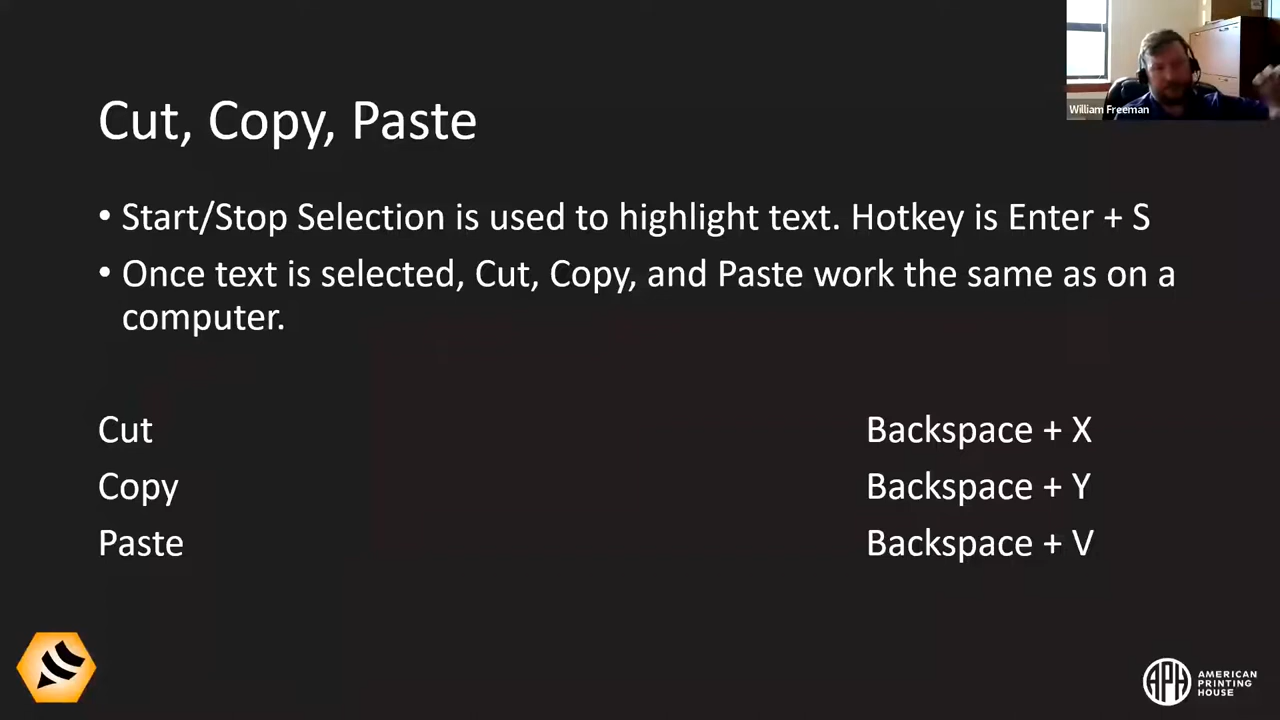 William Freeman
Cut, Copy, Paste
• Start/Stop Selection is used to highlight text. Hotkey is Enter + S
• Once text is selected, Cut, Copy, and Paste work the same as on a
computer.
Cut Backspace + X
Copy Backspace + Y
Paste Backspace + V
APH
AMERICAN
PRINTING
HOUSE